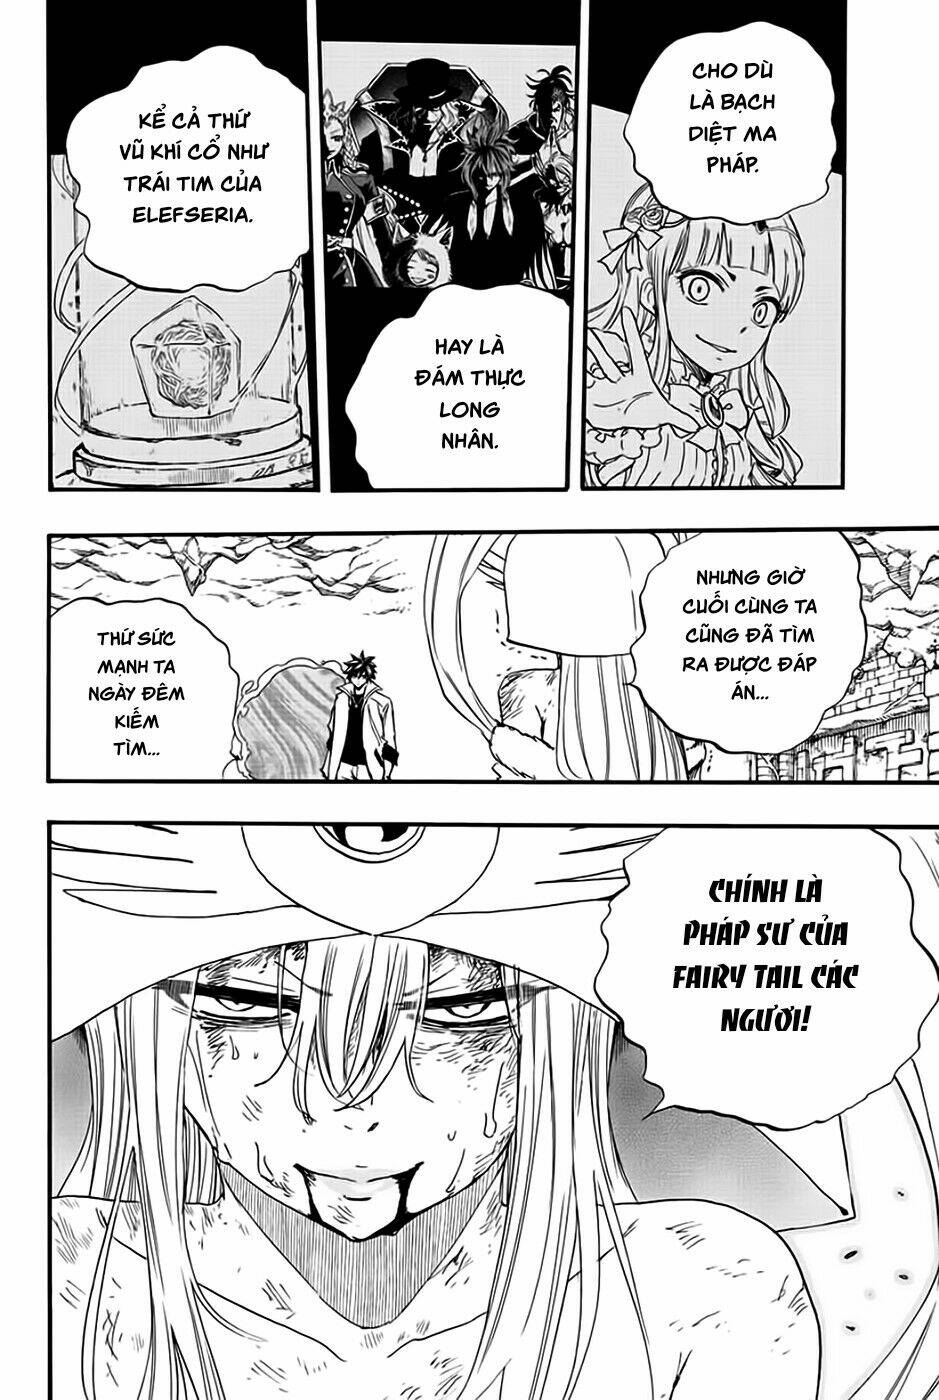 CHO DÙ
LÀ BẠCH
DIỆT MA
PHÁP.
HAY LÀ
ĐÁM THỰC
LONG
NHÂN.
KỂ CẢ THỨ
VŨ KHÍ CỔ NHƯ
TRÁI TIM CỦA
ELEFSERIA.
NHƯNG GIỜ
CUỐI CÙNG TA
CŨNG ĐÃ TÌM
RA ĐƯỢC ĐÁP
ÁN...
THỨ SỨC
MẠNH TA
NGÀY ĐÊM
KIẾM
TÌM...
CHÍNH LÀ
PHÁP SƯ CỦA
FAIRY TAIL CÁC
NGƯƠI!